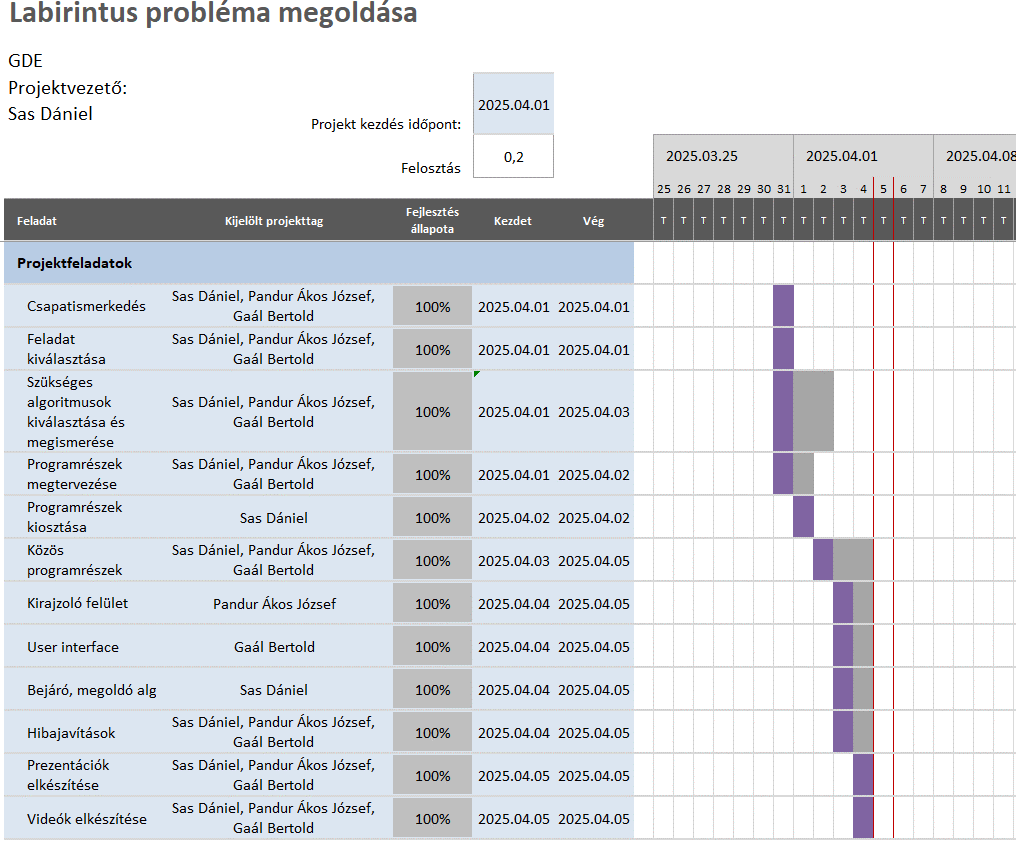 Labirintus probléma megoldása
GDE
Projektvezető:
Sas Dániel
Projekt kezdés időpont:
2025.04.01
Felosztás
0,2
2025.03.25
2025.04.01
2025.04.08
25 26 27 28 29 30 31 1 2 3 4 5 6 7 8 9 10 11
Feladat Kijelölt projekttag Fejlesztés állapota Kezdet Vég T T T T T T T T T T T T T T T T T T
Projektfeladatok
Csapatismerkedés Sas Dániel, Pandur Ákos József, Gaál Bertold 100% 2025.04.01 2025.04.01
Feladat kiválasztása Sas Dániel, Pandur Ákos József, Gaál Bertold 100% 2025.04.01 2025.04.01
Szükséges algoritmusok kiválasztása és megismerése Sas Dániel, Pandur Ákos József, Gaál Bertold 100% 2025.04.01 2025.04.03
Programrészek megtervezése Sas Dániel, Pandur Ákos József, Gaál Bertold 100% 2025.04.01 2025.04.02
Programrészek kiosztása Sas Dániel 100% 2025.04.02 2025.04.02
Közös programrészek Sas Dániel, Pandur Ákos József, Gaál Bertold 100% 2025.04.03 2025.04.05
Kirajzoló felület Pandur Ákos József 100% 2025.04.04 2025.04.05
User interface Gaál Bertold 100% 2025.04.04 2025.04.05
Bejáró, megoldó alg Sas Dániel 100% 2025.04.04 2025.04.05
Hibajavítások Sas Dániel, Pandur Ákos József, Gaál Bertold 100% 2025.04.04 2025.04.05
Prezentációk elkészítése Sas Dániel, Pandur Ákos József, Gaál Bertold 100% 2025.04.05 2025.04.05
Videók elkészítése Sas Dániel, Pandur Ákos József, Gaál Bertold 100% 2025.04.05 2025.04.05